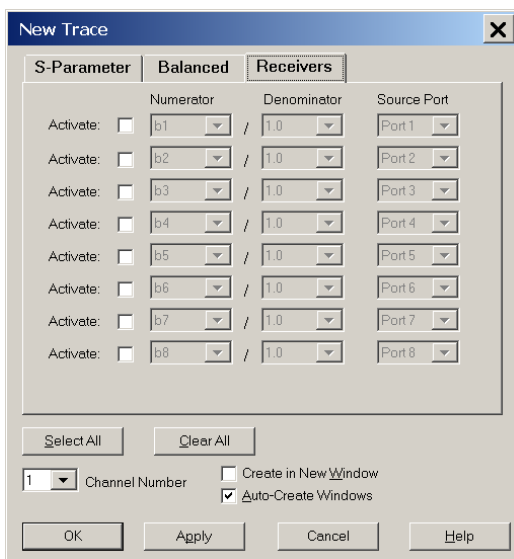 New Trace
S-Parameter Balanced Receivers
Numerator Denominator Source Port
Activate: b1 / 1.0 Port 1
Activate: b2 / 1.0 Port 2
Activate: b3 / 1.0 Port 3
Activate: b4 / 1.0 Port 4
Activate: b5 / 1.0 Port 5
Activate: b6 / 1.0 Port 6
Activate: b7 / 1.0 Port 7
Activate: b8 / 1.0 Port 8
Select All Clear All
1 Channel Number
Create in New Window
Auto-Create Windows
OK Apply Cancel Help